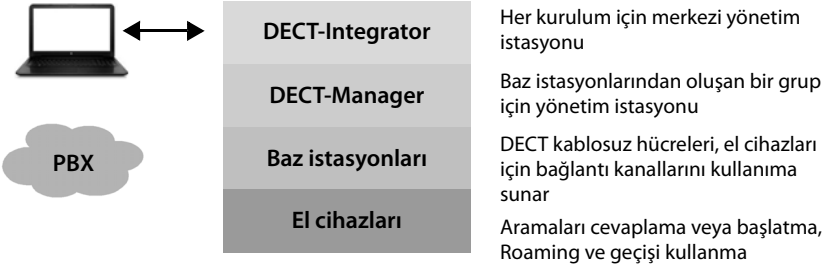 DECT-Integrator
Her kurulum için merkezi yönetim
istasyonu
DECT-Manager
Baz istasyonlarından oluşan bir grup
için yönetim istasyonu
PBX
Baz istasyonları
DECT kablosuz hücreleri, el cihazları
için bağlantı kanallarını kullanıma
sunar
El cihazları
Aramaları cevaplama veya başlatma,
Roaming ve geçişi kullanma